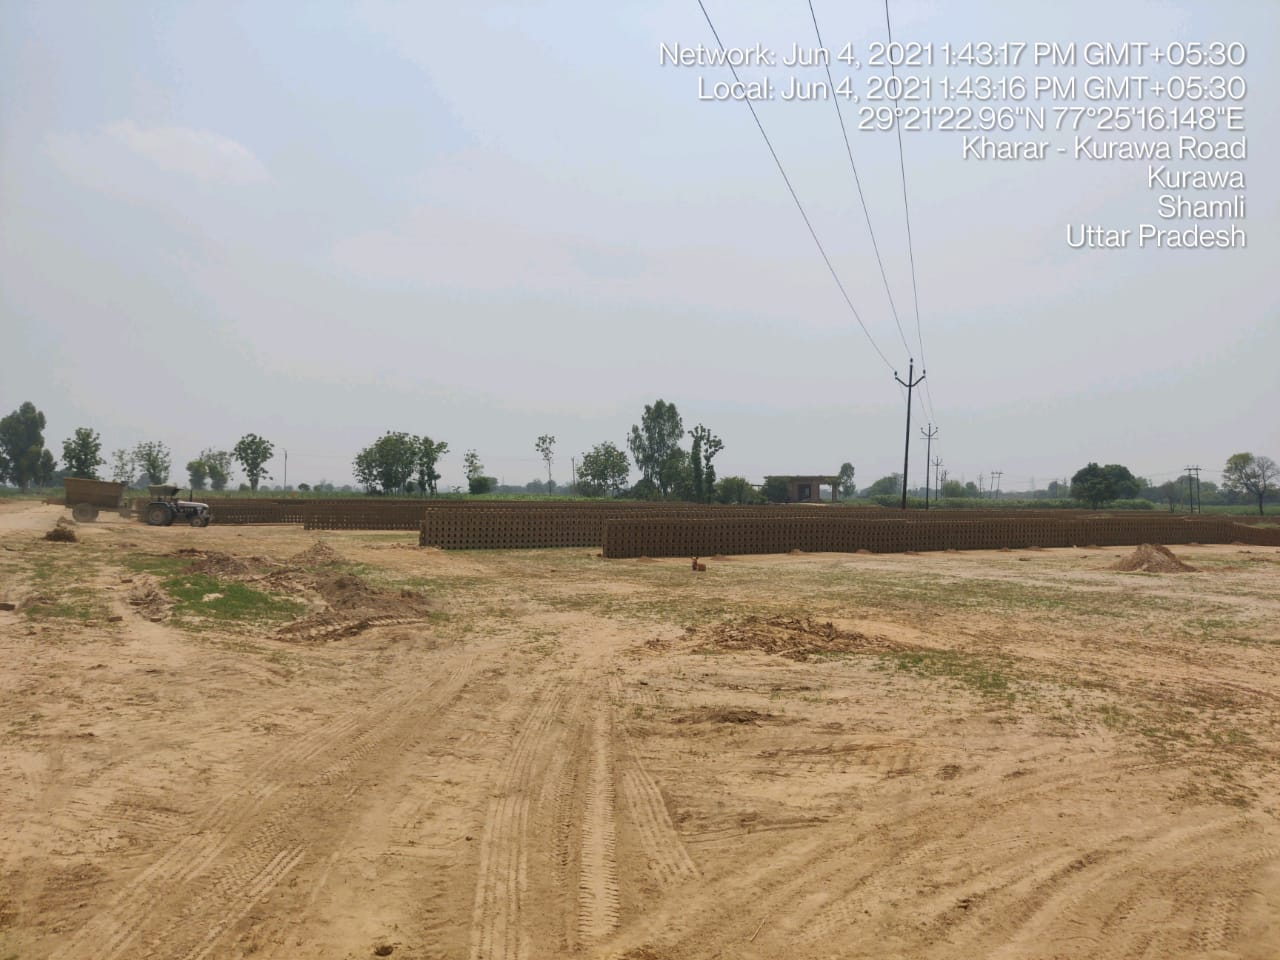 Network: Jun 4, 2021 1:43:17 PM GMT+05:30
Local: Jun 4, 2021 1:43:16 PM GMT+05:30
29°21'22.96"N 77°25'16.148"E
Kharar - Kurawa Road
Kurawa
Shamli
Uttar Pradesh